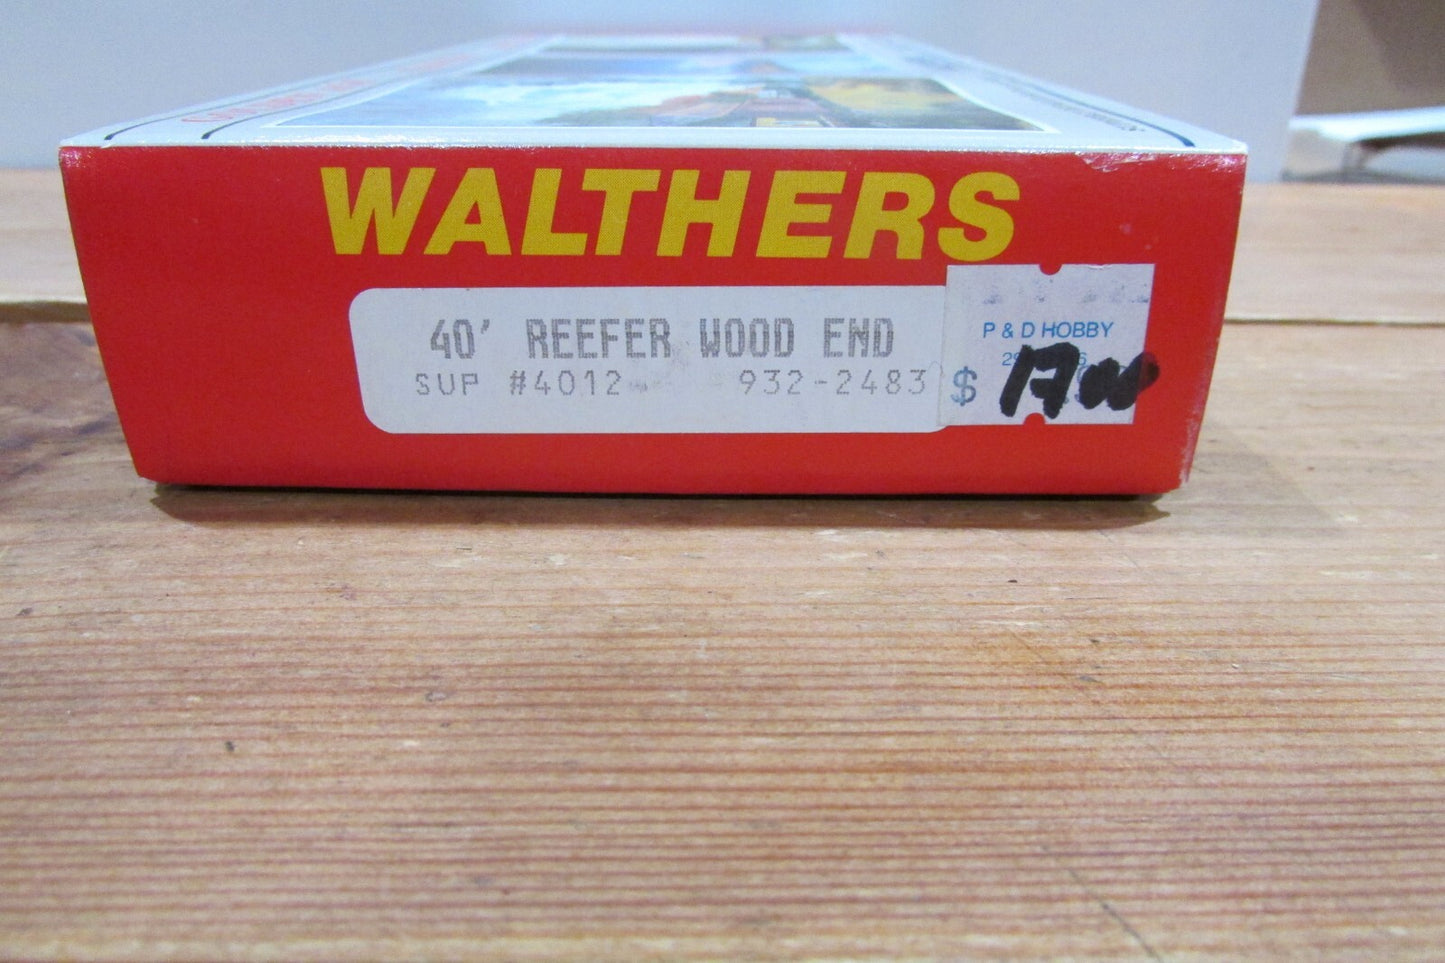 WALTHERS
40' REEFER WOOD END
SUP #4012 932-2483
P & D HOBBY
$ 17.00